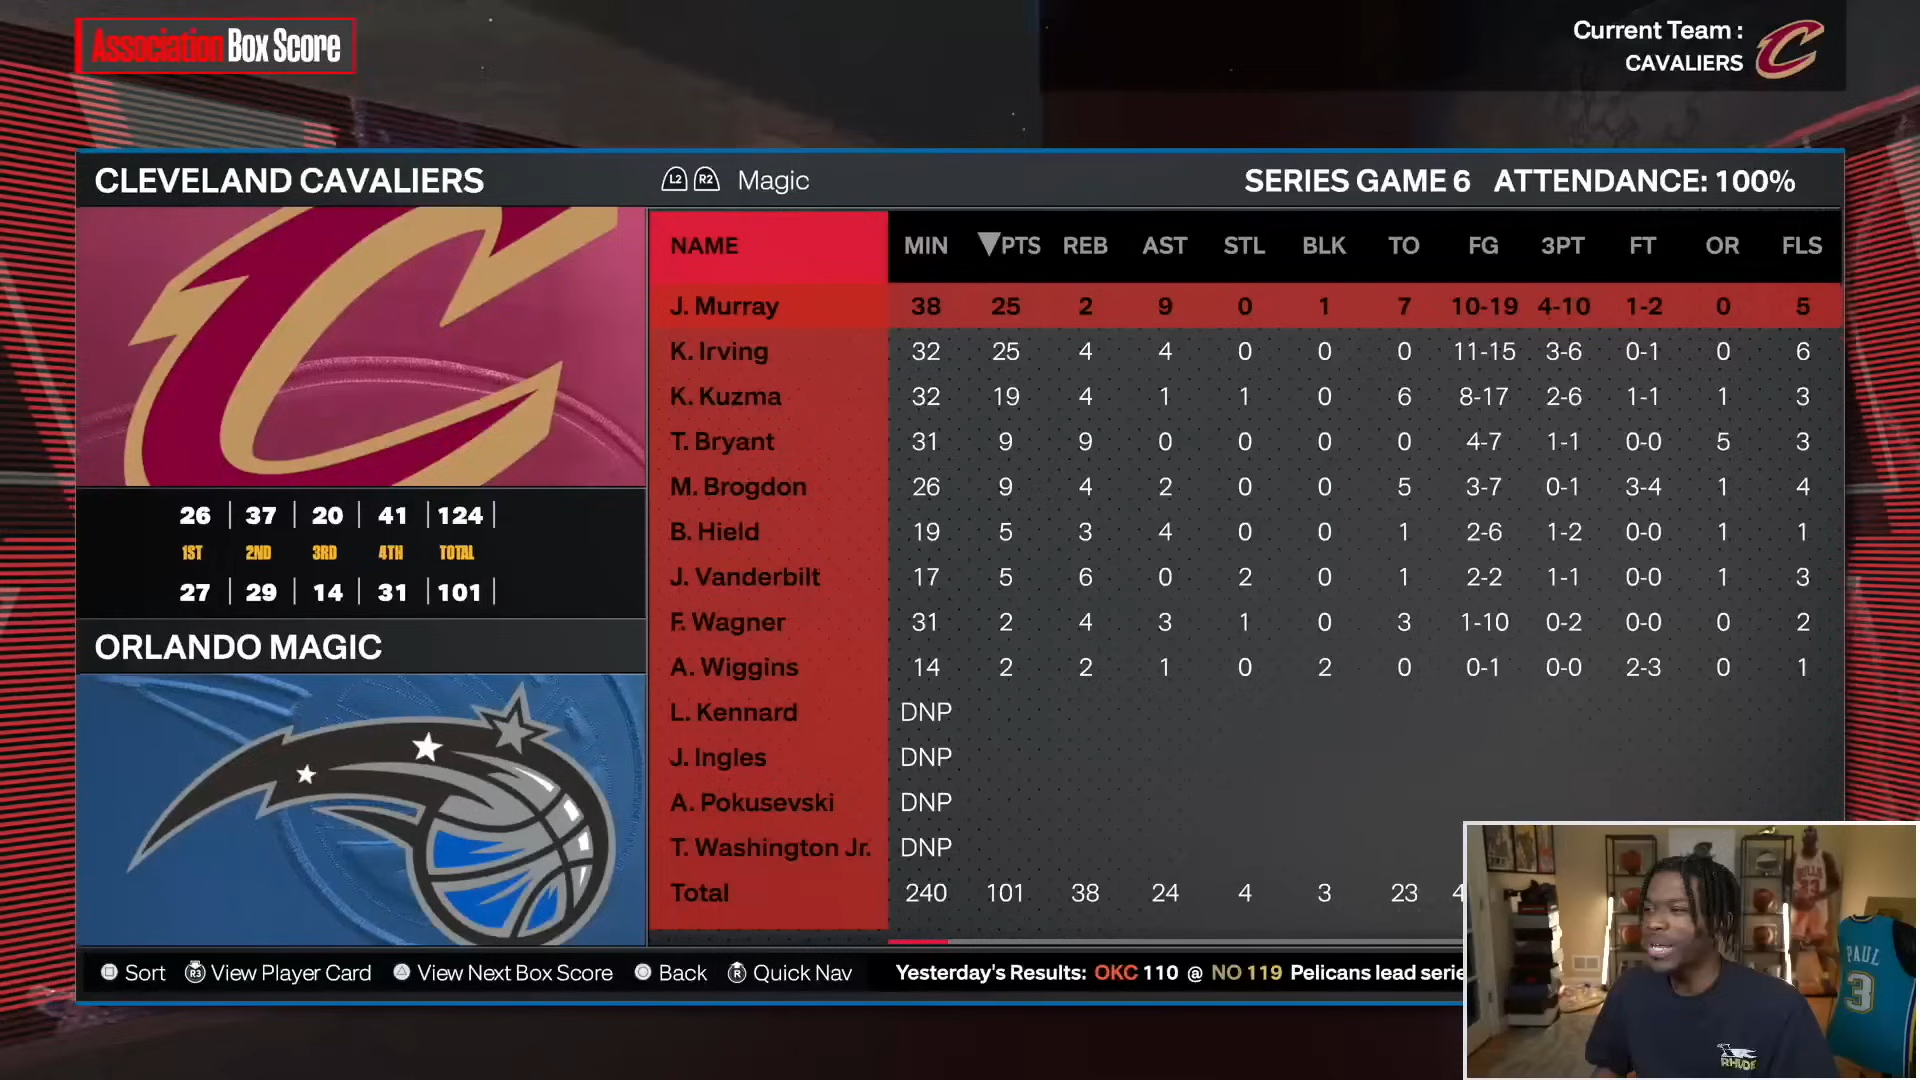 Association Box Score
Current Team :
CAVALIERS
CLEVELAND CAVALIERS
L2 R2 Magic
SERIES GAME 6 ATTENDANCE: 100%
NAME MIN PTS REB AST STL BLK TO FG 3PT FT OR FLS
J. Murray 38 25 2 9 0 1 7 10-19 4-10 1-2 0 5
K. Irving 32 25 4 4 0 0 0 11-15 3-6 0-1 0 6
K. Kuzma 32 19 4 1 1 0 6 8-17 2-6 1-1 1 3
T. Bryant 31 9 9 0 0 0 0 4-7 1-1 0-0 5 3
M. Brogdon 26 9 4 2 0 0 5 3-7 0-1 3-4 1 4
B. Hield 19 5 3 4 0 0 1 2-6 1-2 0-0 1 1
J. Vanderbilt 17 5 6 0 2 0 1 2-2 1-1 0-0 1 3
F. Wagner 31 2 4 3 1 0 3 1-10 0-2 0-0 0 2
A. Wiggins 14 2 2 1 0 2 0 0-1 0-0 2-3 0 1
L. Kennard DNP
J. Ingles DNP
A. Pokusevski DNP
T. Washington Jr. DNP
Total 240 101 38 24 4 3 23 4
26 37 20 41 124
1ST 2ND 3RD 4TH TOTAL
27 29 14 31 101
ORLANDO MAGIC
Sort R3 View Player Card View Next Box Score Back R Quick Nav
Yesterday's Results: OKC 110 @ NO 119 Pelicans lead serie
PAUL
3
RHUDE